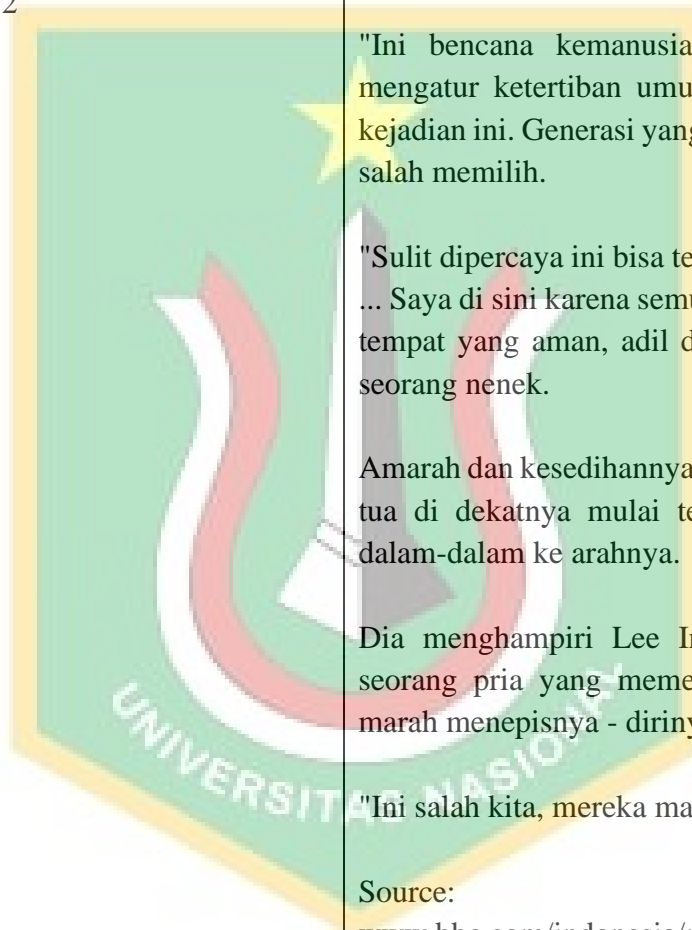 2
"Ini bencana kemanusia
mengatur ketertiban umu
kejadian ini. Generasi yang
salah memilih.
"Sulit dipercaya ini bisa te
... Saya di sini karena semu
tempat yang aman, adil d
seorang nenek.
Amarah dan kesedihannya
tua di dekatnya mulai te
dalam-dalam ke arahnya.
Dia menghampiri Lee In
seorang pria yang meme
marah menepisnya - diriny
"Ini salah kita, mereka ma
Source:
UNIVERSITAS NASIONAL